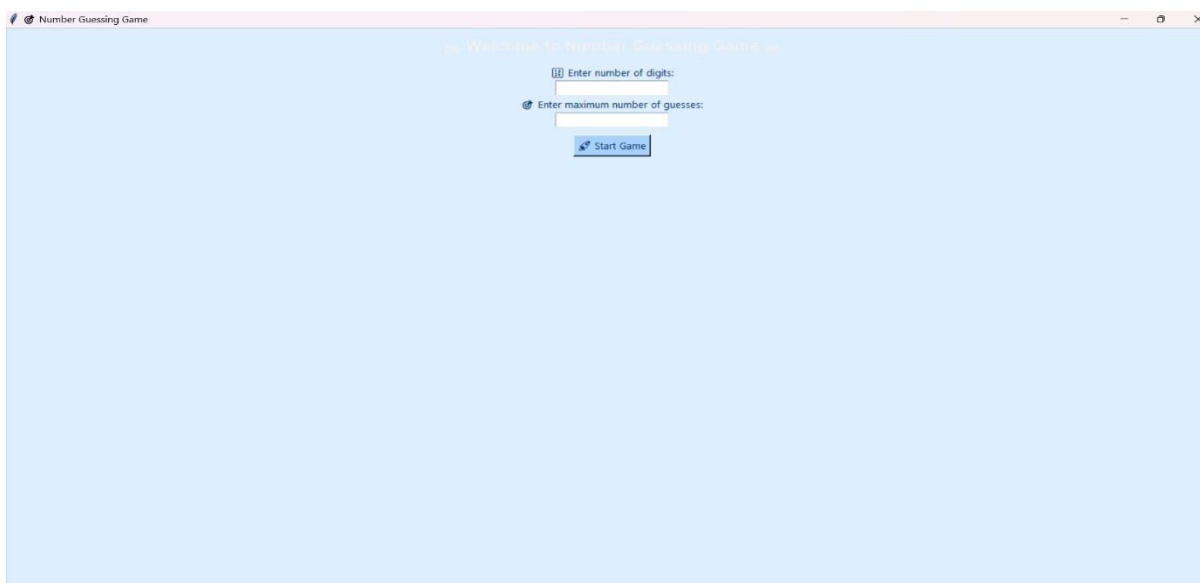 Number Guessing Game
Welcome to Number Guessing Game
Enter number of digits:
Enter maximum number of guesses:
Start Game